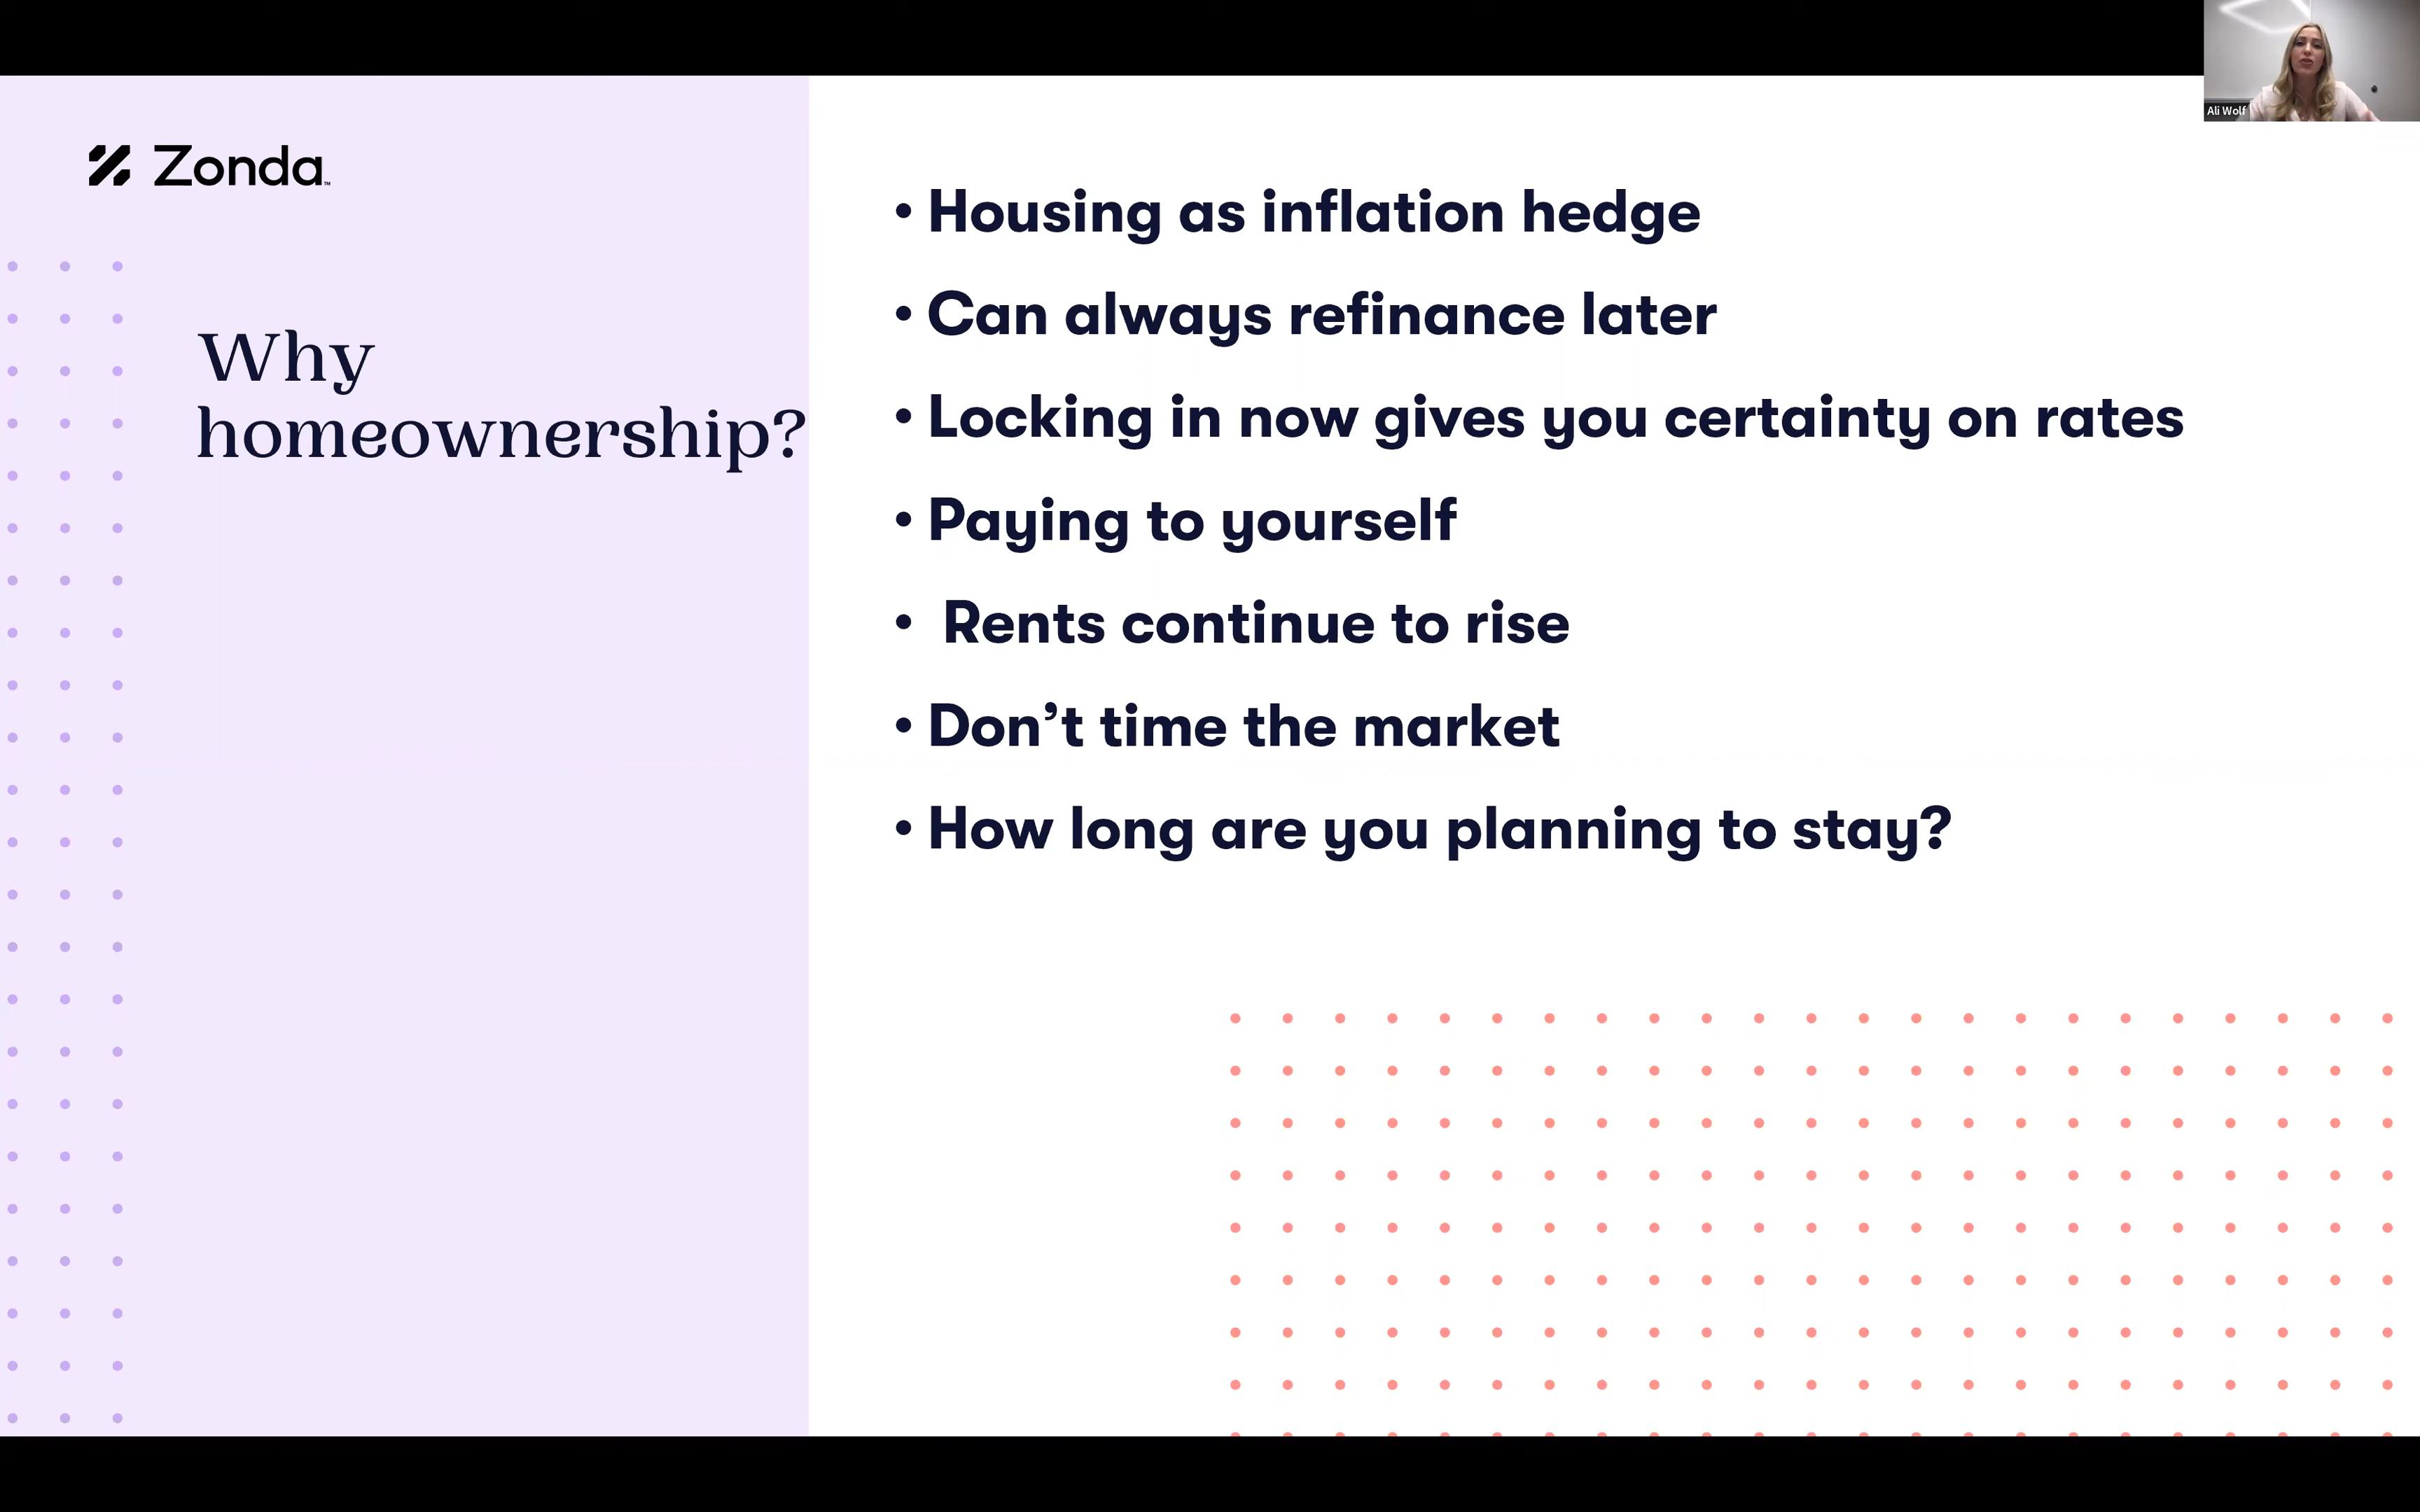 Ali Wolf
Zonda™
Why
homeownership?
• Housing as inflation hedge
• Can always refinance later
• Locking in now gives you certainty on rates
• Paying to yourself
• Rents continue to rise
• Don’t time the market
• How long are you planning to stay?